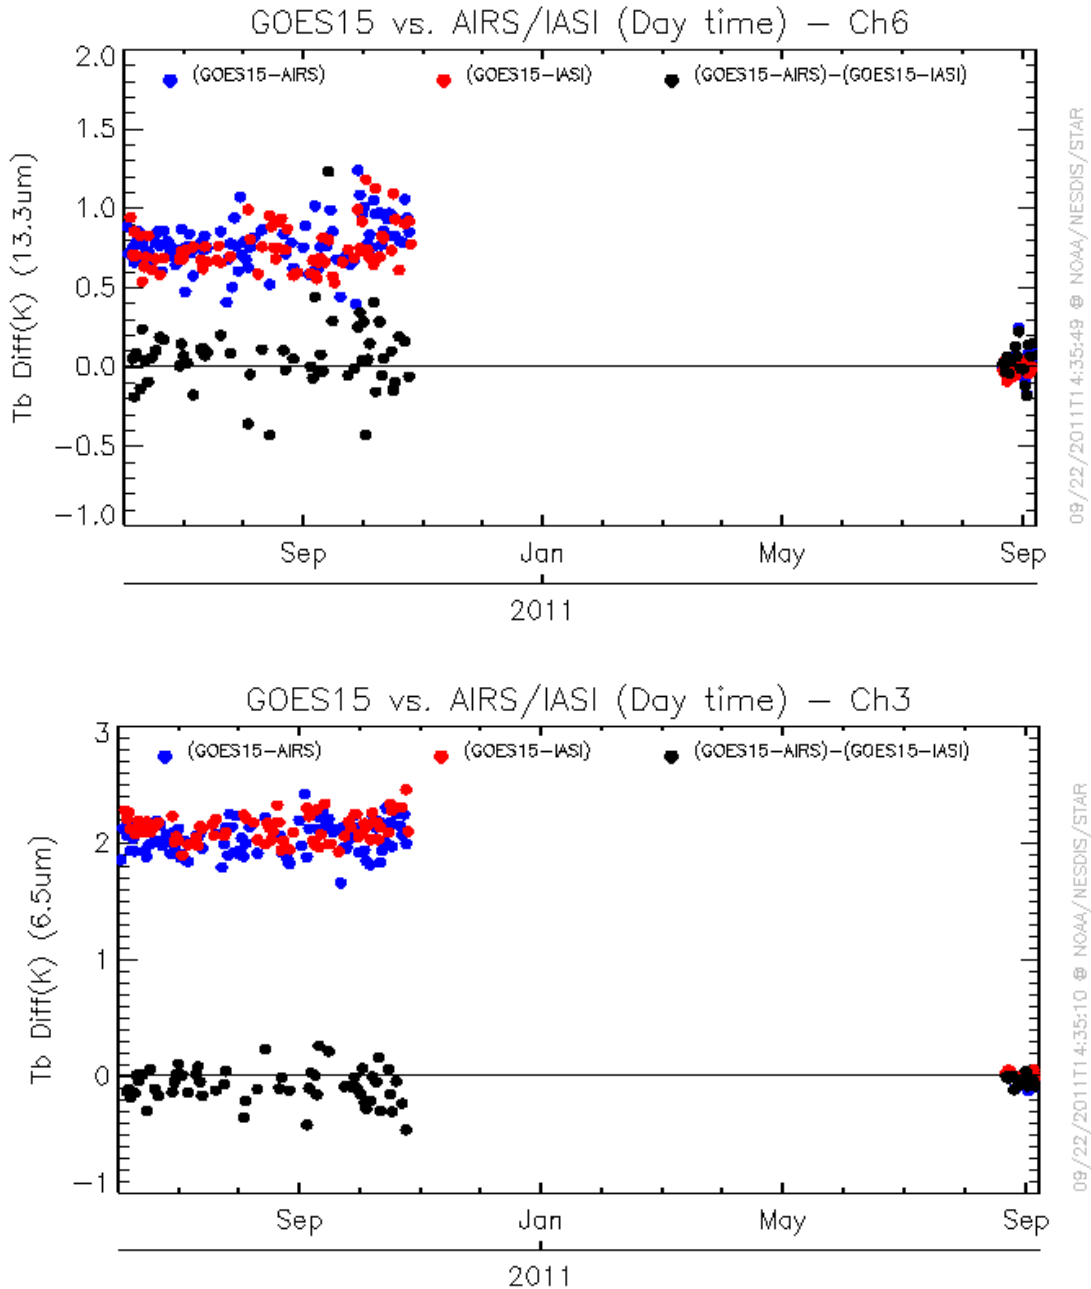 GOES15 vs. AIRS/IASI (Day time) – Ch6
(GOES15-AIRS) (GOES15-IASI) (GOES15-AIRS)-(GOES15-IASI)
2.0
1.5
1.0
0.5
0.0
-0.5
-1.0
Tb Diff(K) (13.3um)
Sep Jan May Sep
2011
09/22/2011T14:35:49 @ NOAA/NESDIS/STAR
GOES15 vs. AIRS/IASI (Day time) – Ch3
(GOES15-AIRS) (GOES15-IASI) (GOES15-AIRS)-(GOES15-IASI)
3
2
1
0
-1
Tb Diff(K) (6.5um)
Sep Jan May Sep
2011
09/22/2011T14:35:10 @ NOAA/NESDIS/STAR